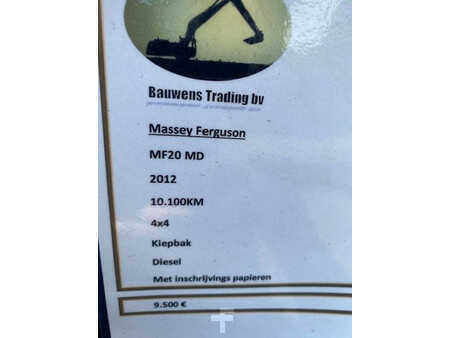 Bauwens Trading bv
Massey Ferguson
MF20 MD
2012
10.100KM
4x4
Kiepbak
Diesel
Met inschrijvings papieren
9.500 €